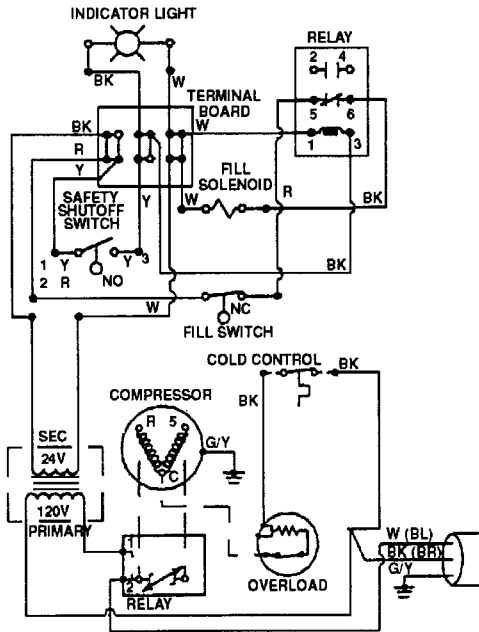 INDICATOR LIGHT
RELAY
2 4
BK
W
TERMINAL
BOARD
BK
W
5 6
R
1 3
Y
FILL
SOLENOID
R
W
BK
SAFETY
SHUTOFF
SWITCH
Y
1 Y
Y 3
2 R
NO
BK
W
NC
FILL SWITCH
COLD CONTROL
BK
COMPRESSOR
BK
R 5
G/Y
SEC
24V
C
120V
PRIMARY
1
W (BL)
BK (BR)
G/Y
2
RELAY
OVERLOAD